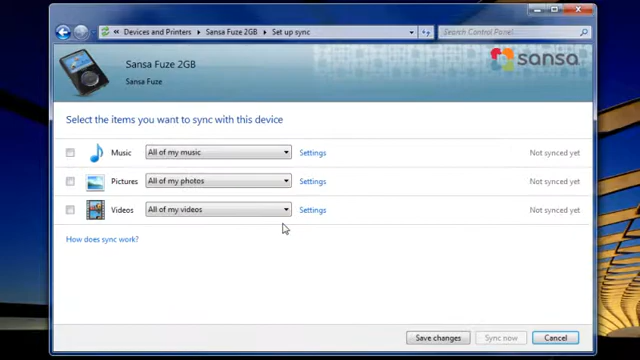 Devices and Printers ▸ Sansa Fuze 2GB ▸ Set up sync
Search Control Panel
Sansa Fuze 2GB
Sansa Fuze
sansa
Select the items you want to sync with this device
Music All of my music Settings Not synced yet
Pictures All of my photos Settings Not synced yet
Videos All of my videos Settings Not synced yet
How does sync work?
Save changes Sync now Cancel